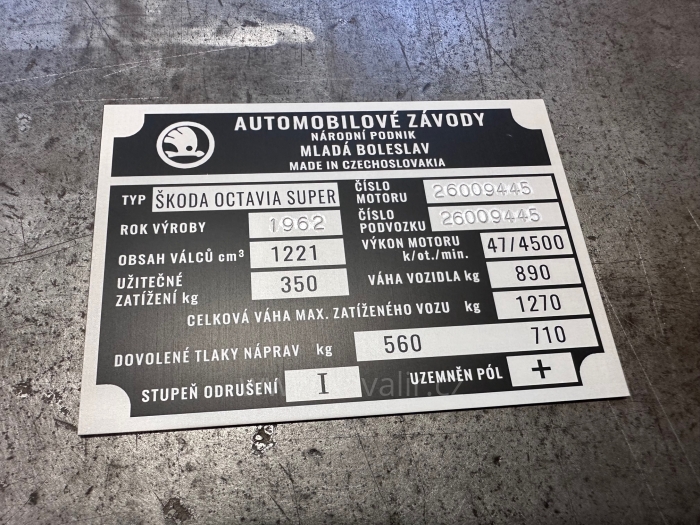 AUTOMOBILOVÉ ZÁVODY
NÁRODNÍ PODNIK
MLADÁ BOLESLAV
MADE IN CZECHOSLOVAKIA
TYP ŠKODA OCTAVIA SUPER
ČÍSLO MOTORU 26009445
ROK VÝROBY 1962
ČÍSLO PODVOZKU 26009445
OBSAH VÁLCŮ cm³ 1221
VÝKON MOTORU k/ot./min. 47/4500
UŽITEČNÉ ZATÍŽENÍ kg 350
VÁHA VOZIDLA kg 890
CELKOVÁ VÁHA MAX. ZATÍŽENÉHO VOZU kg 1270
DOVOLENÉ TLAKY NÁPRAV kg 560 710
STUPEŇ ODRUŠENÍ I
UZEMNĚN PÓL +